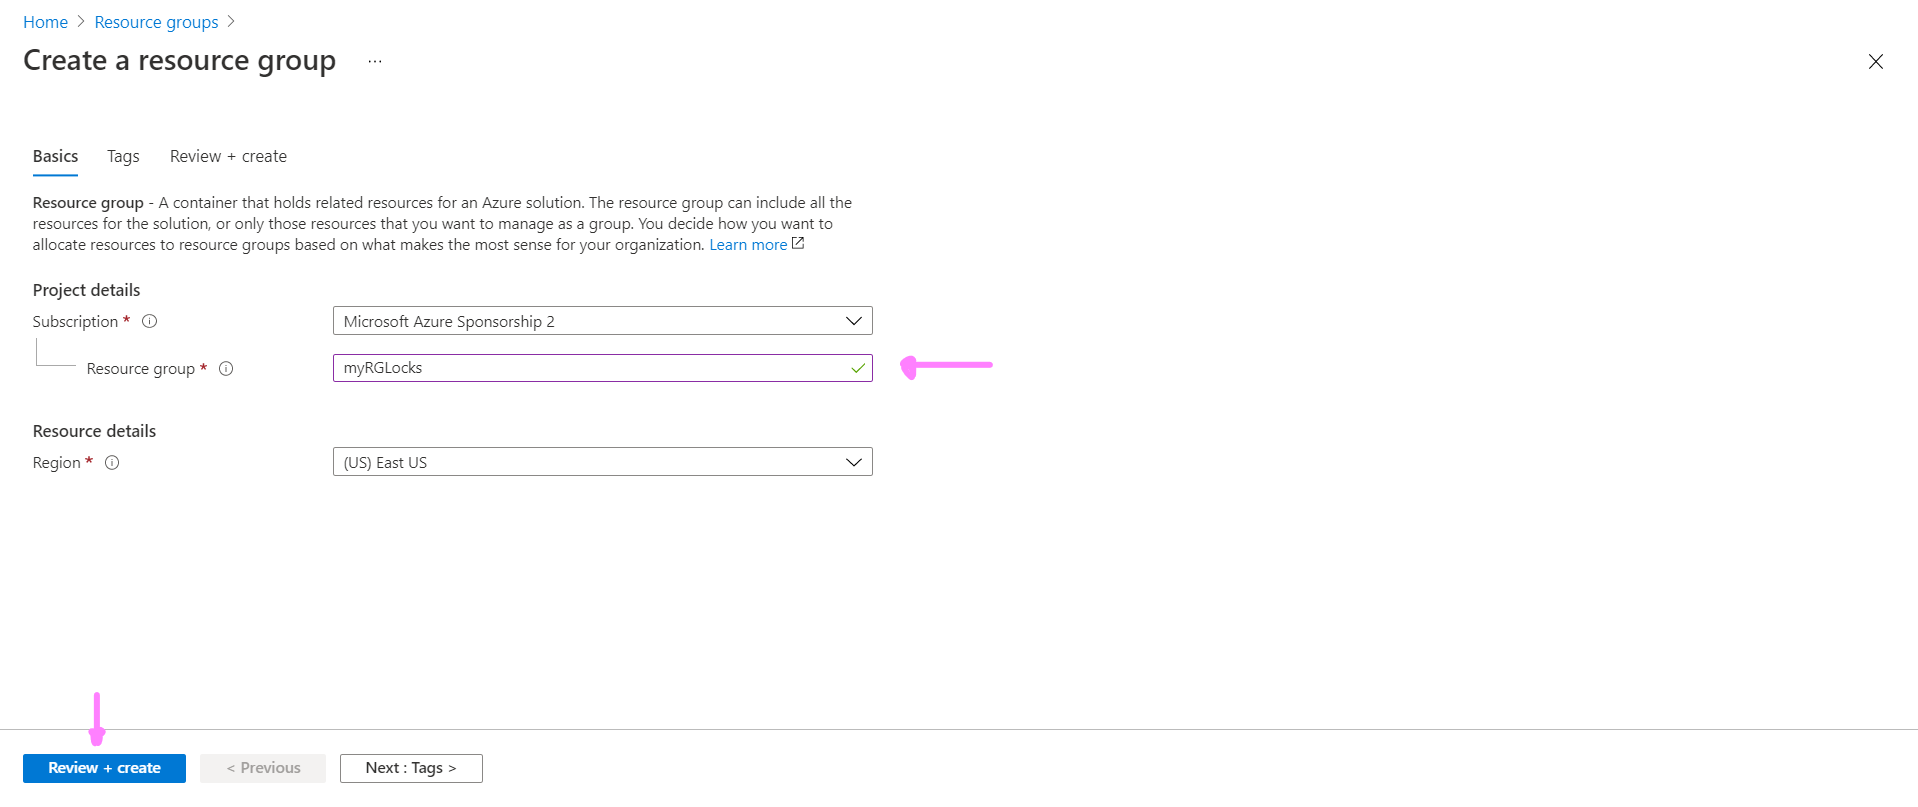 Home > Resource groups >
Create a resource group ...
Basics Tags Review + create
Resource group - A container that holds related resources for an Azure solution. The resource group can include all the
resources for the solution, or only those resources that you want to manage as a group. You decide how you want to
allocate resources to resource groups based on what makes the most sense for your organization. Learn more
Project details
Subscription * Microsoft Azure Sponsorship 2
Resource group * myRGLocks
Resource details
Region * (US) East US
Review + create < Previous Next : Tags >